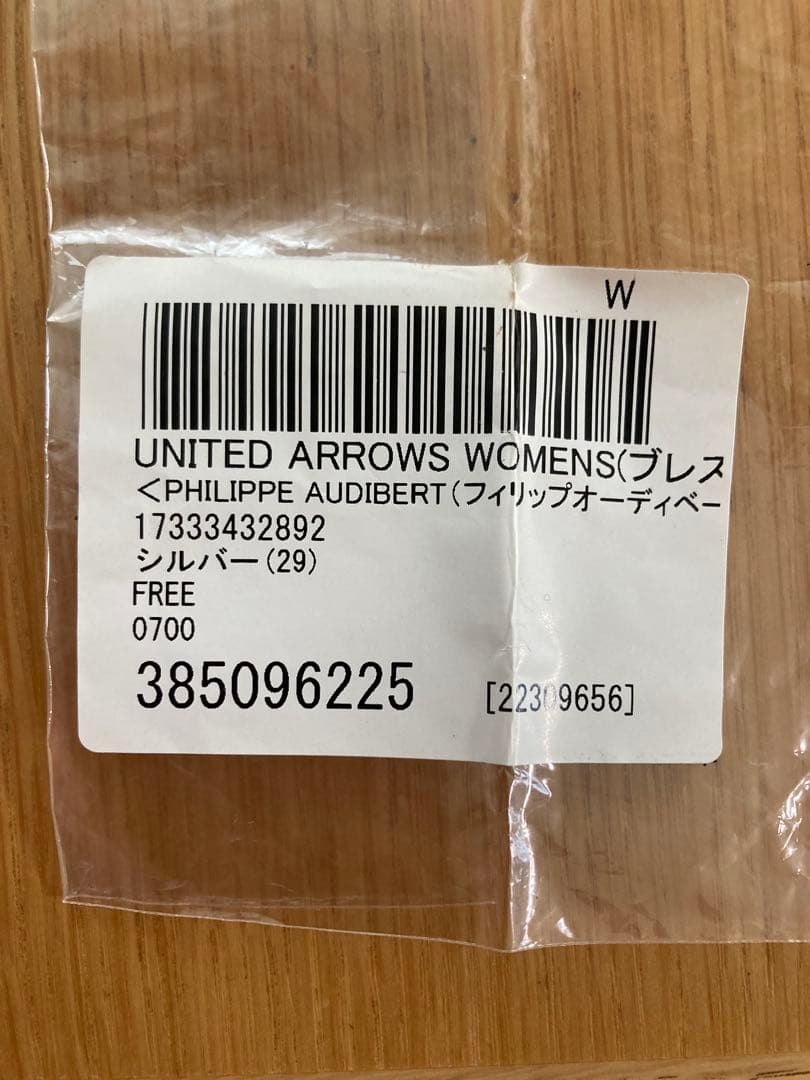 W
UNITED ARROWS WOMENS(ブレス
<PHILIPPE AUDIBERT(フィリップオーディベー
17333432892
シルバー(29)
FREE
0700
385096225 [22309656]